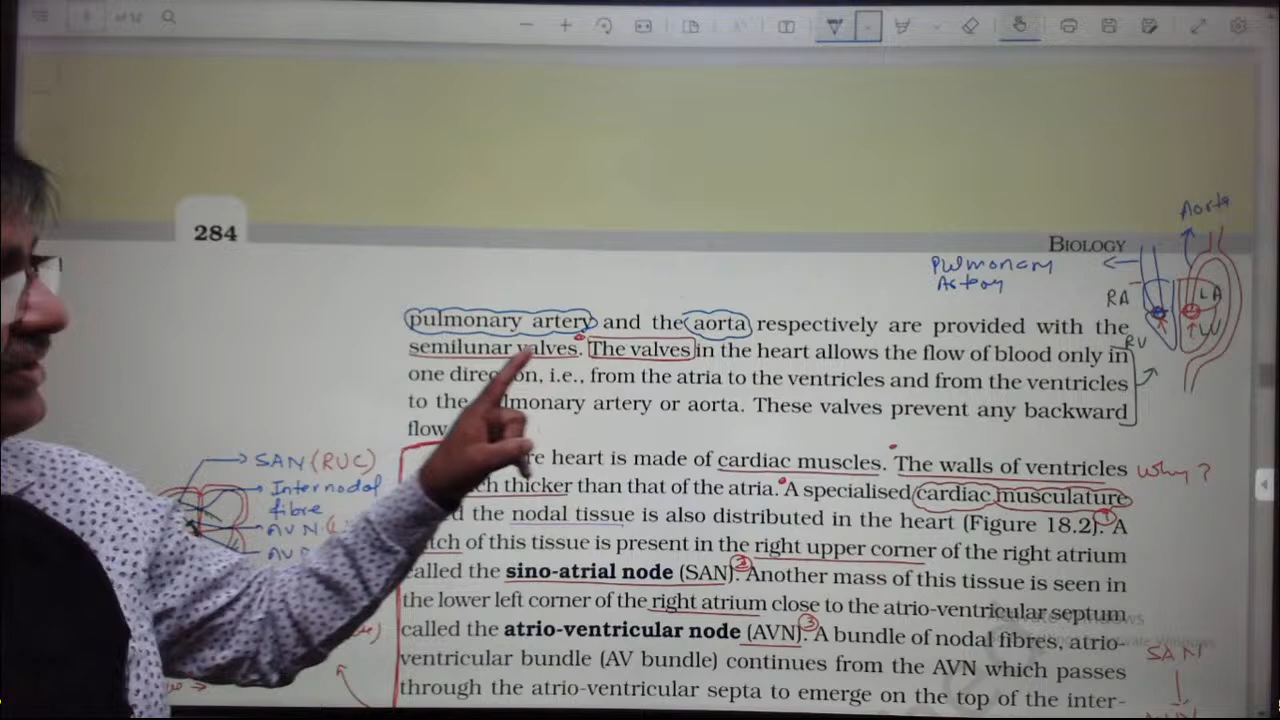 284
BIOLOGY
Aorta
Pulmonary
Artery
RA
LA
LV
RV
pulmonary artery and the aorta respectively are provided with the
semilunar valves. The valves in the heart allows the flow of blood only in
one direction, i.e., from the atria to the ventricles and from the ventricles
to the pulmonary artery or aorta. These valves prevent any backward
flow
re heart is made of cardiac muscles. The walls of ventricles Why ?
ch thicker than that of the atria. A specialised cardiac musculature
the nodal tissue is also distributed in the heart (Figure 18.2). A
of this tissue is present in the right upper corner of the right atrium
called the sino-atrial node (SAN). Another mass of this tissue is seen in
the lower left corner of the right atrium close to the atrio-ventricular septum
called the atrio-ventricular node (AVN). A bundle of nodal fibres, atrio-
ventricular bundle (AV bundle) continues from the AVN which passes
through the atrio-ventricular septa to emerge on the top of the inter-
SAN (RUC)
Internodal
fibre
AVN (L
AV
SAN